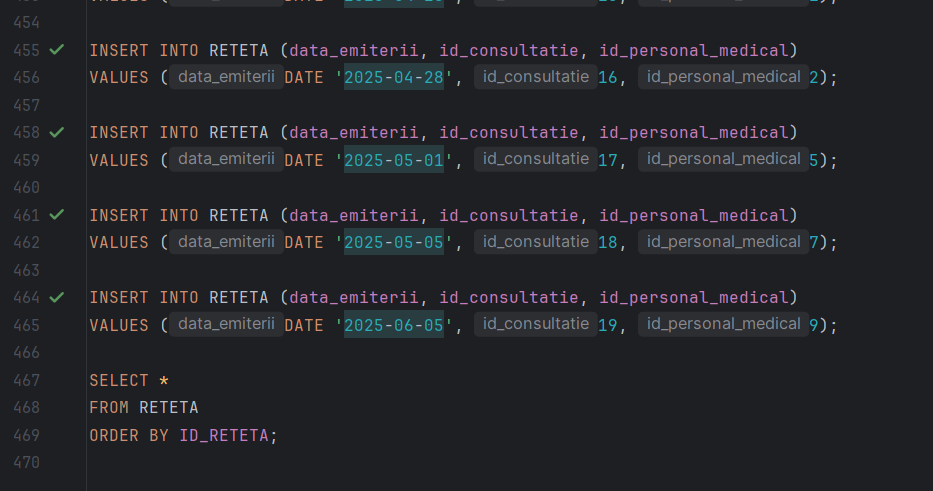 454
455 INSERT INTO RETETA (data_emiterii, id_consultatie, id_personal_medical)
456 VALUES ( data_emiterii DATE '2025-04-28', id_consultatie 16, id_personal_medical 2);
457
458 INSERT INTO RETETA (data_emiterii, id_consultatie, id_personal_medical)
459 VALUES ( data_emiterii DATE '2025-05-01', id_consultatie 17, id_personal_medical 5);
460
461 INSERT INTO RETETA (data_emiterii, id_consultatie, id_personal_medical)
462 VALUES ( data_emiterii DATE '2025-05-05', id_consultatie 18, id_personal_medical 7);
463
464 INSERT INTO RETETA (data_emiterii, id_consultatie, id_personal_medical)
465 VALUES ( data_emiterii DATE '2025-06-05', id_consultatie 19, id_personal_medical 9);
466
467 SELECT *
468 FROM RETETA
469 ORDER BY ID_RETETA;
470